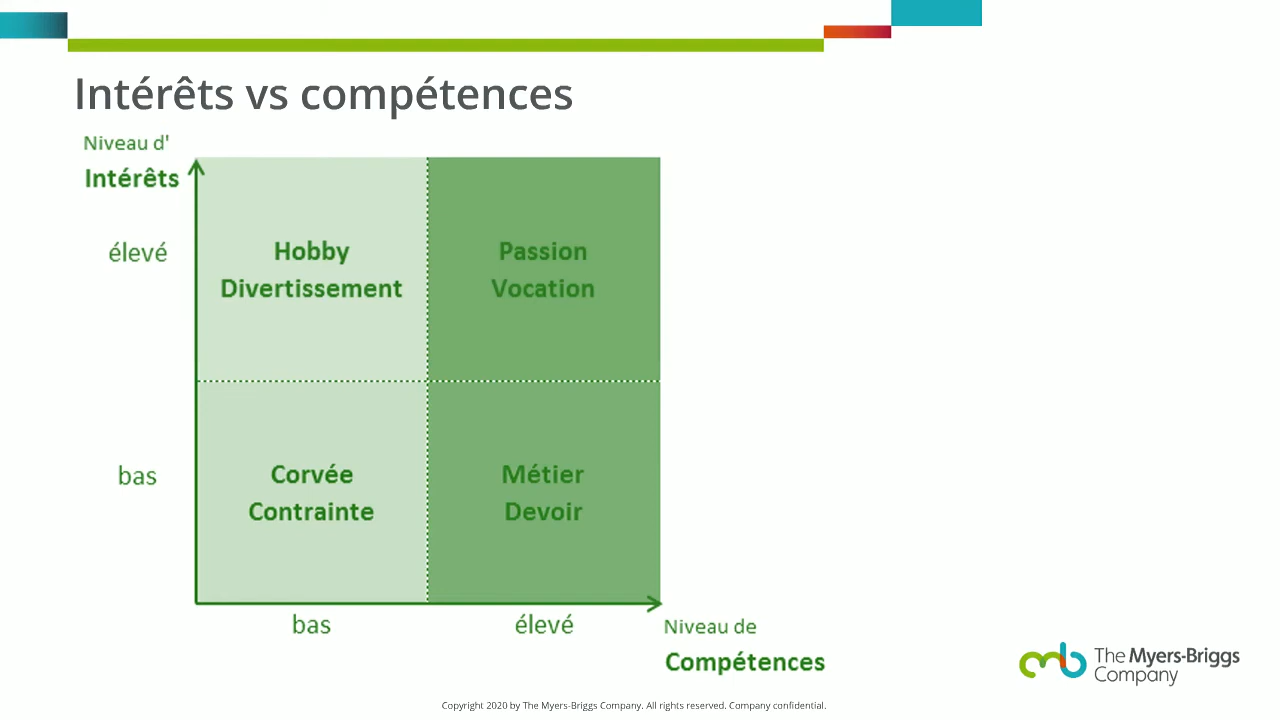 Intérêts vs compétences
Niveau d'
Intérêts
élevé
Hobby
Divertissement
Passion
Vocation
bas
Corvée
Contrainte
Métier
Devoir
bas
élevé
Niveau de
Compétences
The Myers-Briggs
Company
Copyright 2020 by The Myers-Briggs Company. All rights reserved. Company confidential.